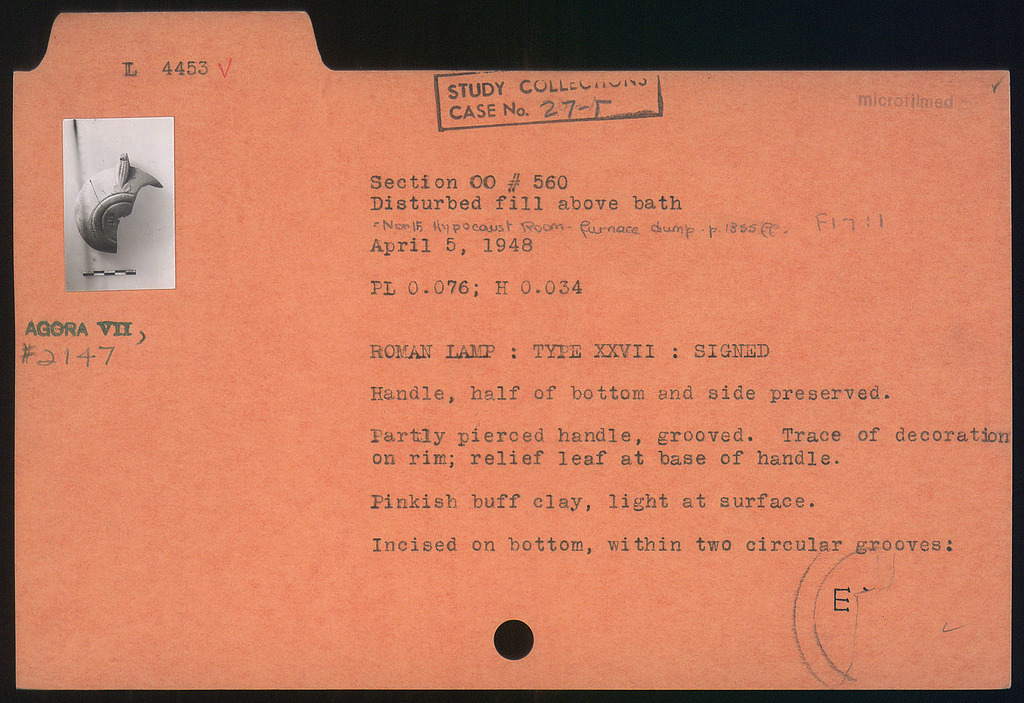 L 4453 V
STUDY COLLECTIONS
CASE No. 27-
microfilmed
Section OO # 560
Disturbed fill above bath
=North Hypocaust Room - furnace dump - p. 1855 ff.
April 5, 1948
PL 0.076; H 0.034
AGORA VII,
#2147
ROMAN LAMP : TYPE XXVII : SIGNED
Handle, half of bottom and side preserved.
Partly pierced handle, grooved. Trace of decoration
on rim; relief leaf at base of handle.
Pinkish buff clay, light at surface.
Incised on bottom, within two circular grooves:
E